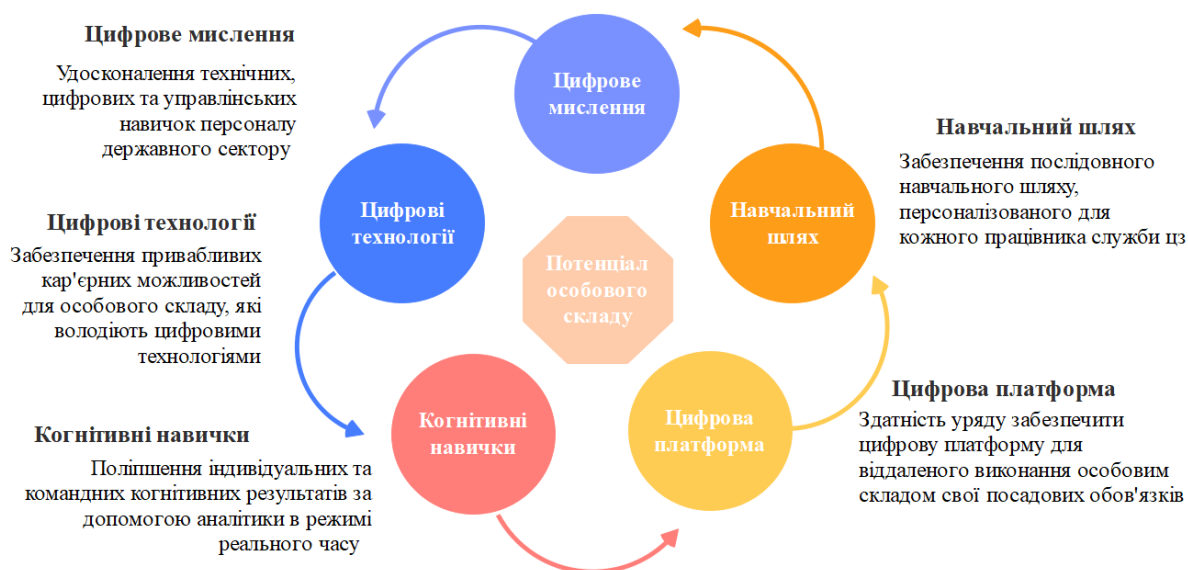 Цифрове мислення
Удосконалення технічних,
цифрових та управлінських
навичок персоналу
державного сектору
Цифрові технології
Забезпечення привабливих
кар'єрних можливостей
для особового складу, які
володіють цифровими
технологіями
Когнітивні навички
Поліпшення індивідуальних та
командних когнітивних результатів за
допомогою аналітики в режимі
реального часу
Цифрове
мислення
Цифрові
технології
Когнітивні
навички
Потенціал
особового
складу
Цифрова
платформа
Навчальний
шлях
Навчальний шлях
Забезпечення послідовного
навчального шляху,
персоналізованого для
кожного працівника служби цз
Цифрова платформа
Здатність уряду забезпечити
цифрову платформу для
віддаленого виконання особовим
складом свої посадових обов'язків